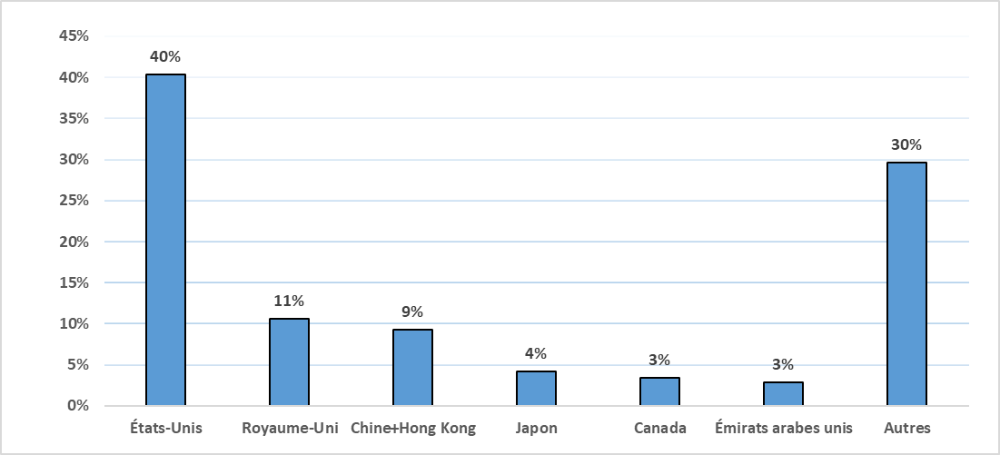 45%
40%
35%
30%
25%
20%
15%
10%
5%
0%
40%
11%
9%
4%
3%
3%
30%
États-Unis
Royaume-Uni
Chine+Hong Kong
Japon
Canada
Émirats arabes unis
Autres